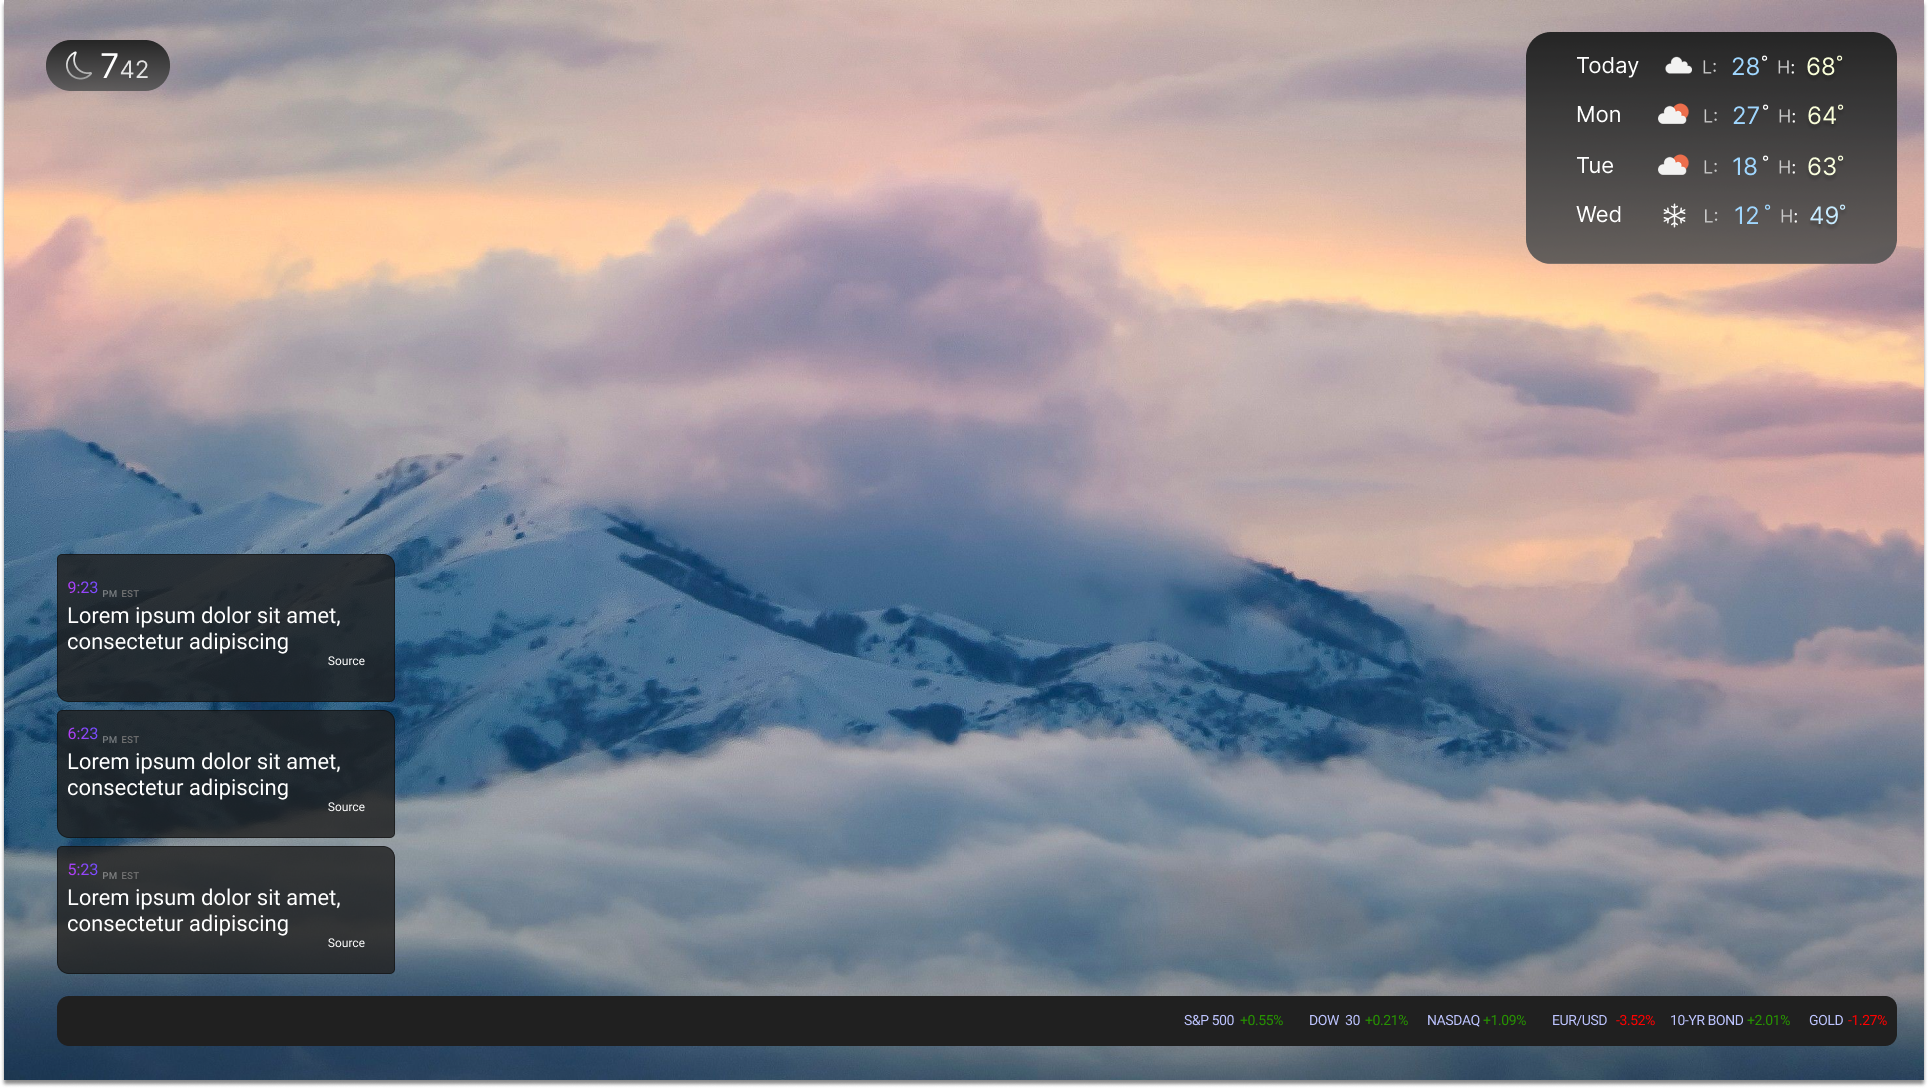 742
Today L: 28° H: 68°
Mon L: 27° H: 64°
Tue L: 18° H: 63°
Wed L: 12° H: 49°
9:23 PM EST
Lorem ipsum dolor sit amet,
consectetur adipiscing
Source
6:23 PM EST
Lorem ipsum dolor sit amet,
consectetur adipiscing
Source
5:23 PM EST
Lorem ipsum dolor sit amet,
consectetur adipiscing
Source
S&P 500 +0.55% DOW 30 +0.21% NASDAQ +1.09% EUR/USD -3.52% 10-YR BOND +2.01% GOLD -1.27%